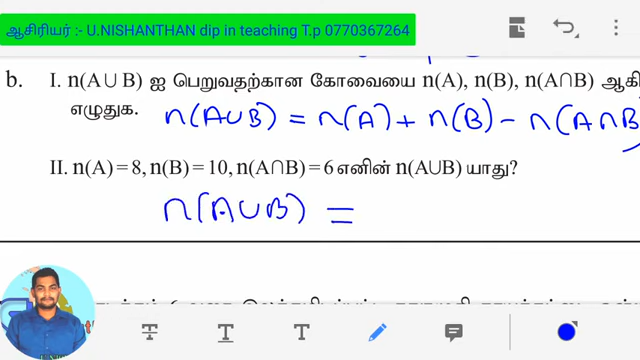 ஆசிரியர் :- U.NISHANTHAN dip in teaching T.p 0770367264
b. I. n(A∪B) ஐ பெறுவதற்கான கோவையை n(A), n(B), n(A∩B) ஆகி
எழுதுக. n(A∪B) = n(A) + n(B) - n(A∩B)
II. n(A)=8, n(B)=10, n(A∩B)=6 எனின் n(A∪B) யாது?
n(A∪B) =
T T T